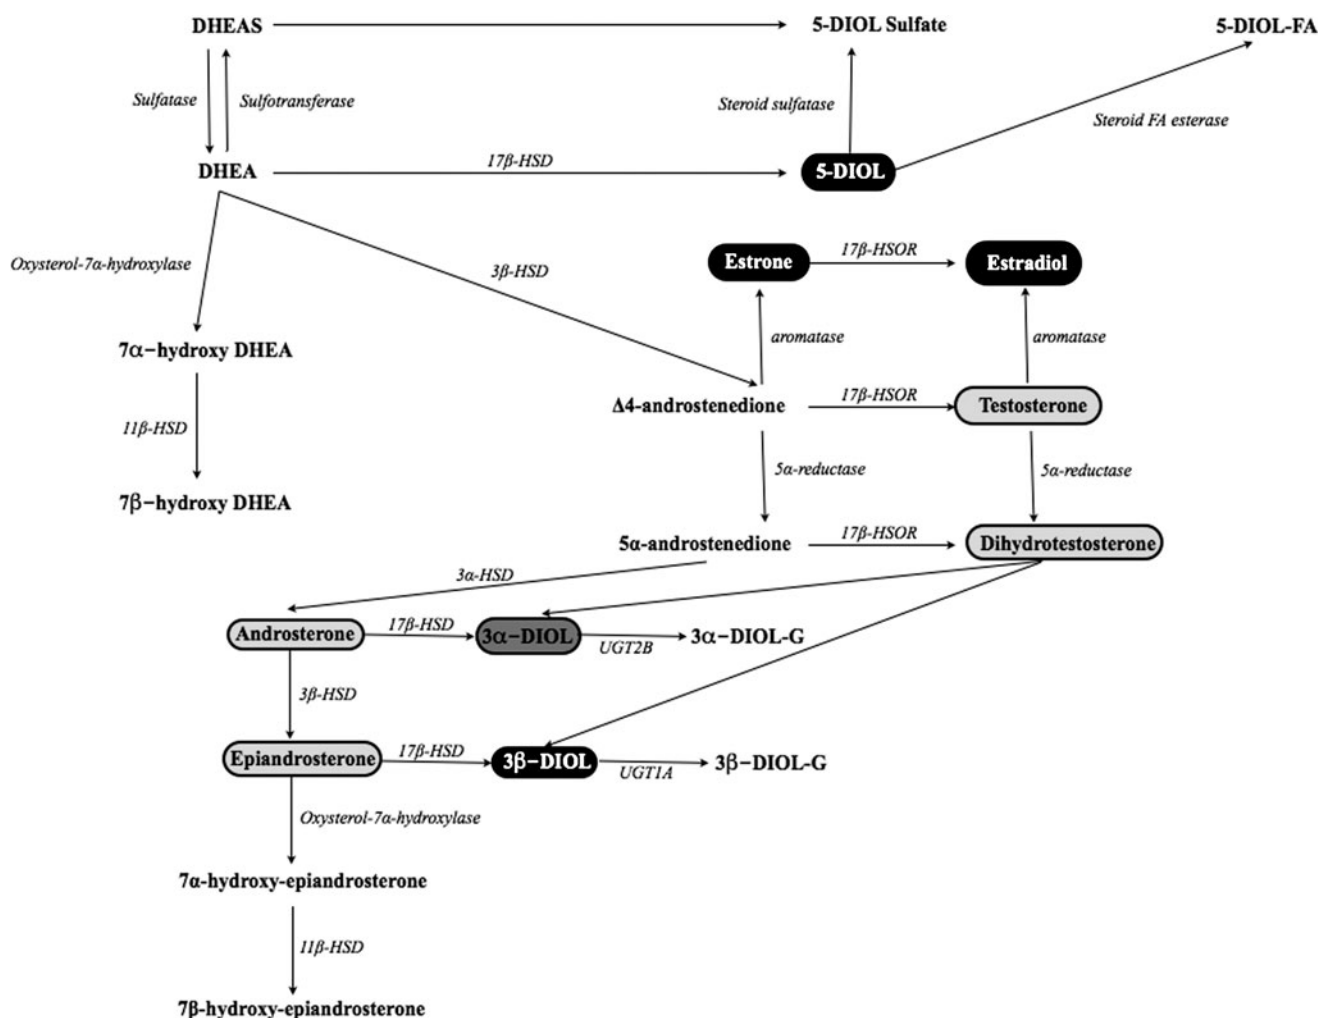 DHEAS
5-DIOL Sulfate
5-DIOL-FA
Sulfatase
Sulfotransferase
Steroid sulfatase
Steroid FA esterase
DHEA
17β-HSD
5-DIOL
Oxysterol-7α-hydroxylase
3β-HSD
Estrone
17β-HSOR
Estradiol
aromatase
aromatase
7α−hydroxy DHEA
Δ4-androstenedione
17β-HSOR
Testosterone
11β-HSD
5α-reductase
5α-reductase
7β−hydroxy DHEA
5α-androstenedione
17β-HSOR
Dihydrotestosterone
3α-HSD
Androsterone
17β-HSD
3α−DIOL
UGT2B
3α−DIOL-G
3β-HSD
Epiandrosterone
17β-HSD
3β−DIOL
UGT1A
3β−DIOL-G
Oxysterol-7α-hydroxylase
7α-hydroxy-epiandrosterone
11β-HSD
7β-hydroxy-epiandrosterone